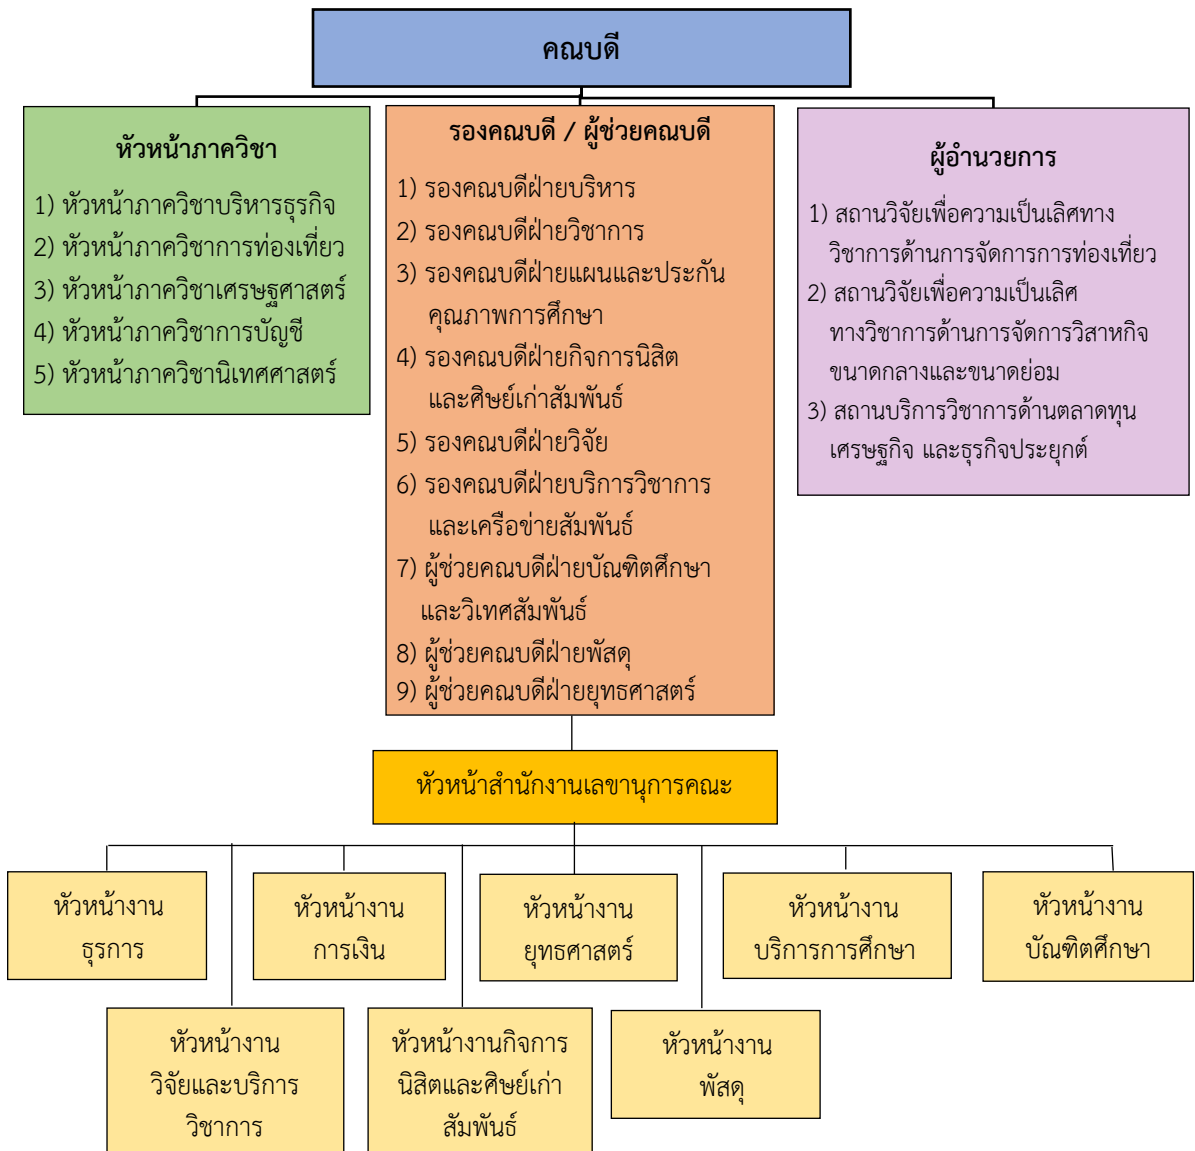 คณบดี
หัวหน้าภาควิชา
1) หัวหน้าภาควิชาบริหารธุรกิจ
2) หัวหน้าภาควิชาการท่องเที่ยว
3) หัวหน้าภาควิชาเศรษฐศาสตร์
4) หัวหน้าภาควิชาการบัญชี
5) หัวหน้าภาควิชานิเทศศาสตร์
รองคณบดี / ผู้ช่วยคณบดี
1) รองคณบดีฝ่ายบริหาร
2) รองคณบดีฝ่ายวิชาการ
3) รองคณบดีฝ่ายแผนและประกัน
คุณภาพการศึกษา
4) รองคณบดีฝ่ายกิจการนิสิต
และศิษย์เก่าสัมพันธ์
5) รองคณบดีฝ่ายวิจัย
6) รองคณบดีฝ่ายบริการวิชาการ
และเครือข่ายสัมพันธ์
7) ผู้ช่วยคณบดีฝ่ายบัณฑิตศึกษา
และวิเทศสัมพันธ์
8) ผู้ช่วยคณบดีฝ่ายพัสดุ
9) ผู้ช่วยคณบดีฝ่ายยุทธศาสตร์
ผู้อำนวยการ
1) สถานวิจัยเพื่อความเป็นเลิศทาง
วิชาการด้านการจัดการการท่องเที่ยว
2) สถานวิจัยเพื่อความเป็นเลิศ
ทางวิชาการด้านการจัดการวิสาหกิจ
ขนาดกลางและขนาดย่อม
3) สถานบริการวิชาการด้านตลาดทุน
เศรษฐกิจ และธุรกิจประยุกต์
หัวหน้าสำนักงานเลขานุการคณะ
หัวหน้างาน
ธุรการ
หัวหน้างาน
การเงิน
หัวหน้างาน
ยุทธศาสตร์
หัวหน้างาน
บริการการศึกษา
หัวหน้างาน
บัณฑิตศึกษา
หัวหน้างาน
วิจัยและบริการ
วิชาการ
หัวหน้างานกิจการ
นิสิตและศิษย์เก่า
สัมพันธ์
หัวหน้างาน
พัสดุ